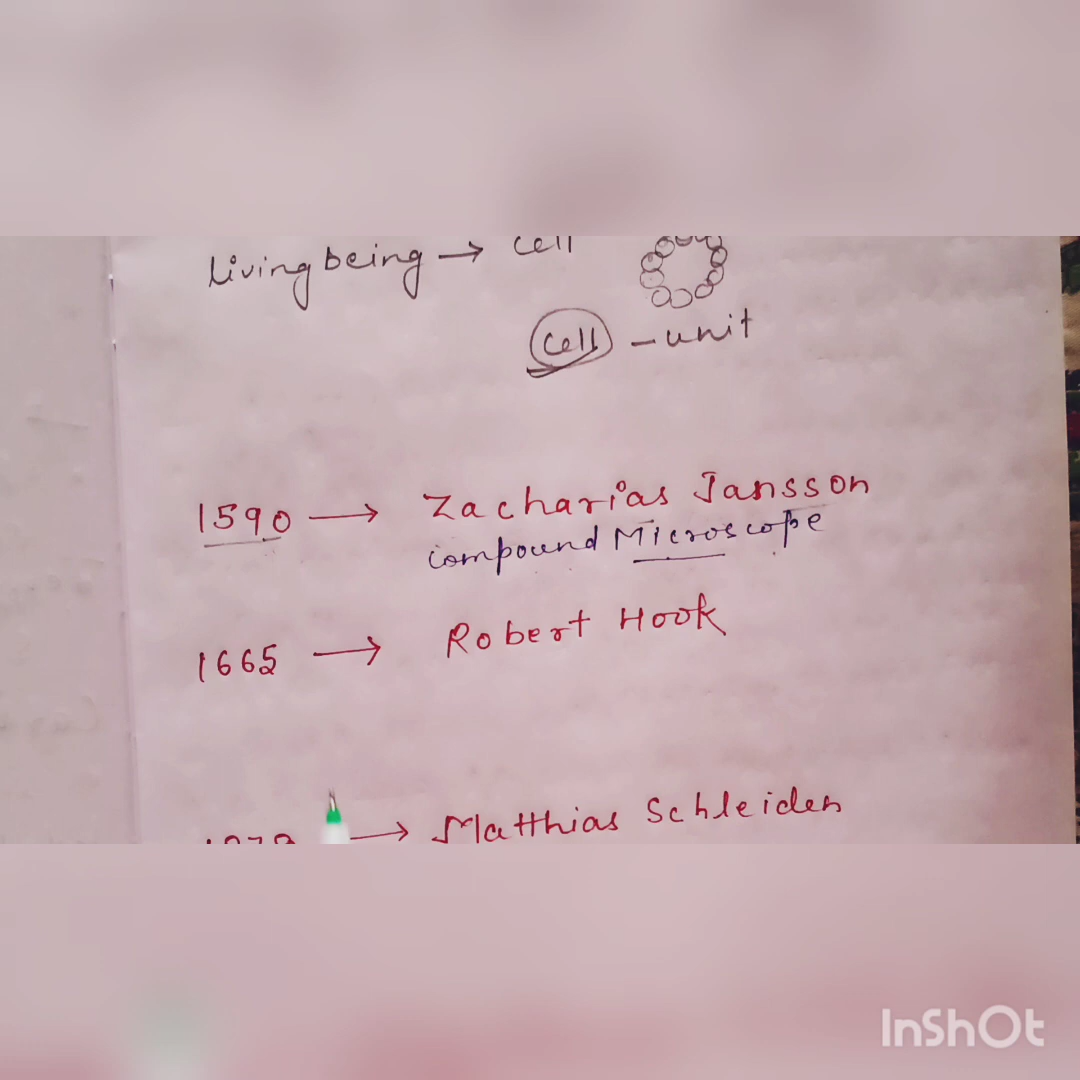 Living being → cell
cell - unit
1590 → Zacharias Jansson
compound Microscope
1665 → Robert Hook
→ Matthias Schleiden
InShOt